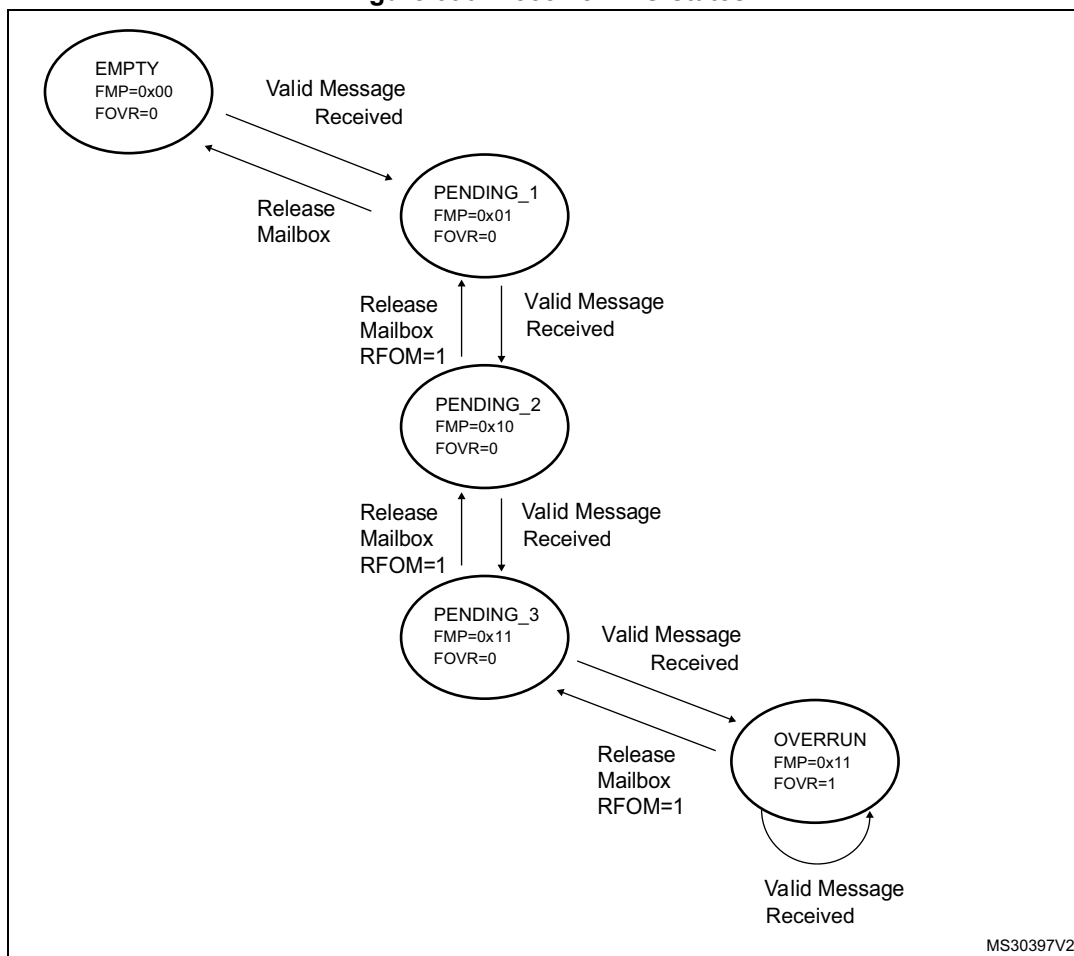 EMPTY
FMP=0x00
FOVR=0
Valid Message
Received
Release
Mailbox
PENDING_1
FMP=0x01
FOVR=0
Release
Mailbox
RFOM=1
Valid Message
Received
PENDING_2
FMP=0x10
FOVR=0
Release
Mailbox
RFOM=1
Valid Message
Received
PENDING_3
FMP=0x11
FOVR=0
Valid Message
Received
Release
Mailbox
RFOM=1
OVERRUN
FMP=0x11
FOVR=1
Valid Message
Received
MS30397V2